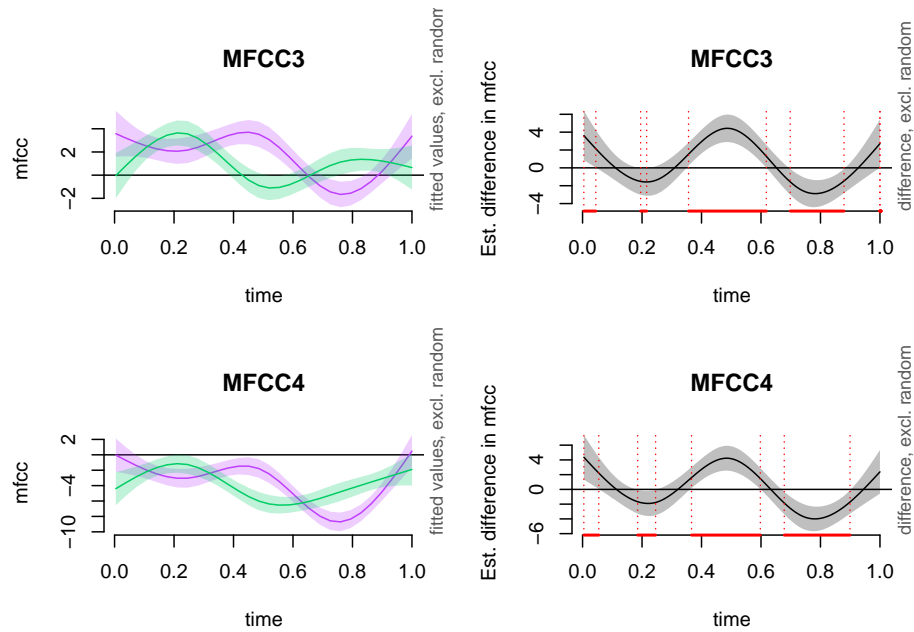 MFCC3
mfcc
2
-2
0.0 0.2 0.4 0.6 0.8 1.0
time
fitted values, excl. random
MFCC3
Est. difference in mfcc
4
0
-4
0.0 0.2 0.4 0.6 0.8 1.0
time
difference, excl. random
MFCC4
mfcc
2
-4
-10
0.0 0.2 0.4 0.6 0.8 1.0
time
fitted values, excl. random
MFCC4
Est. difference in mfcc
4
0
-6
0.0 0.2 0.4 0.6 0.8 1.0
time
difference, excl. random